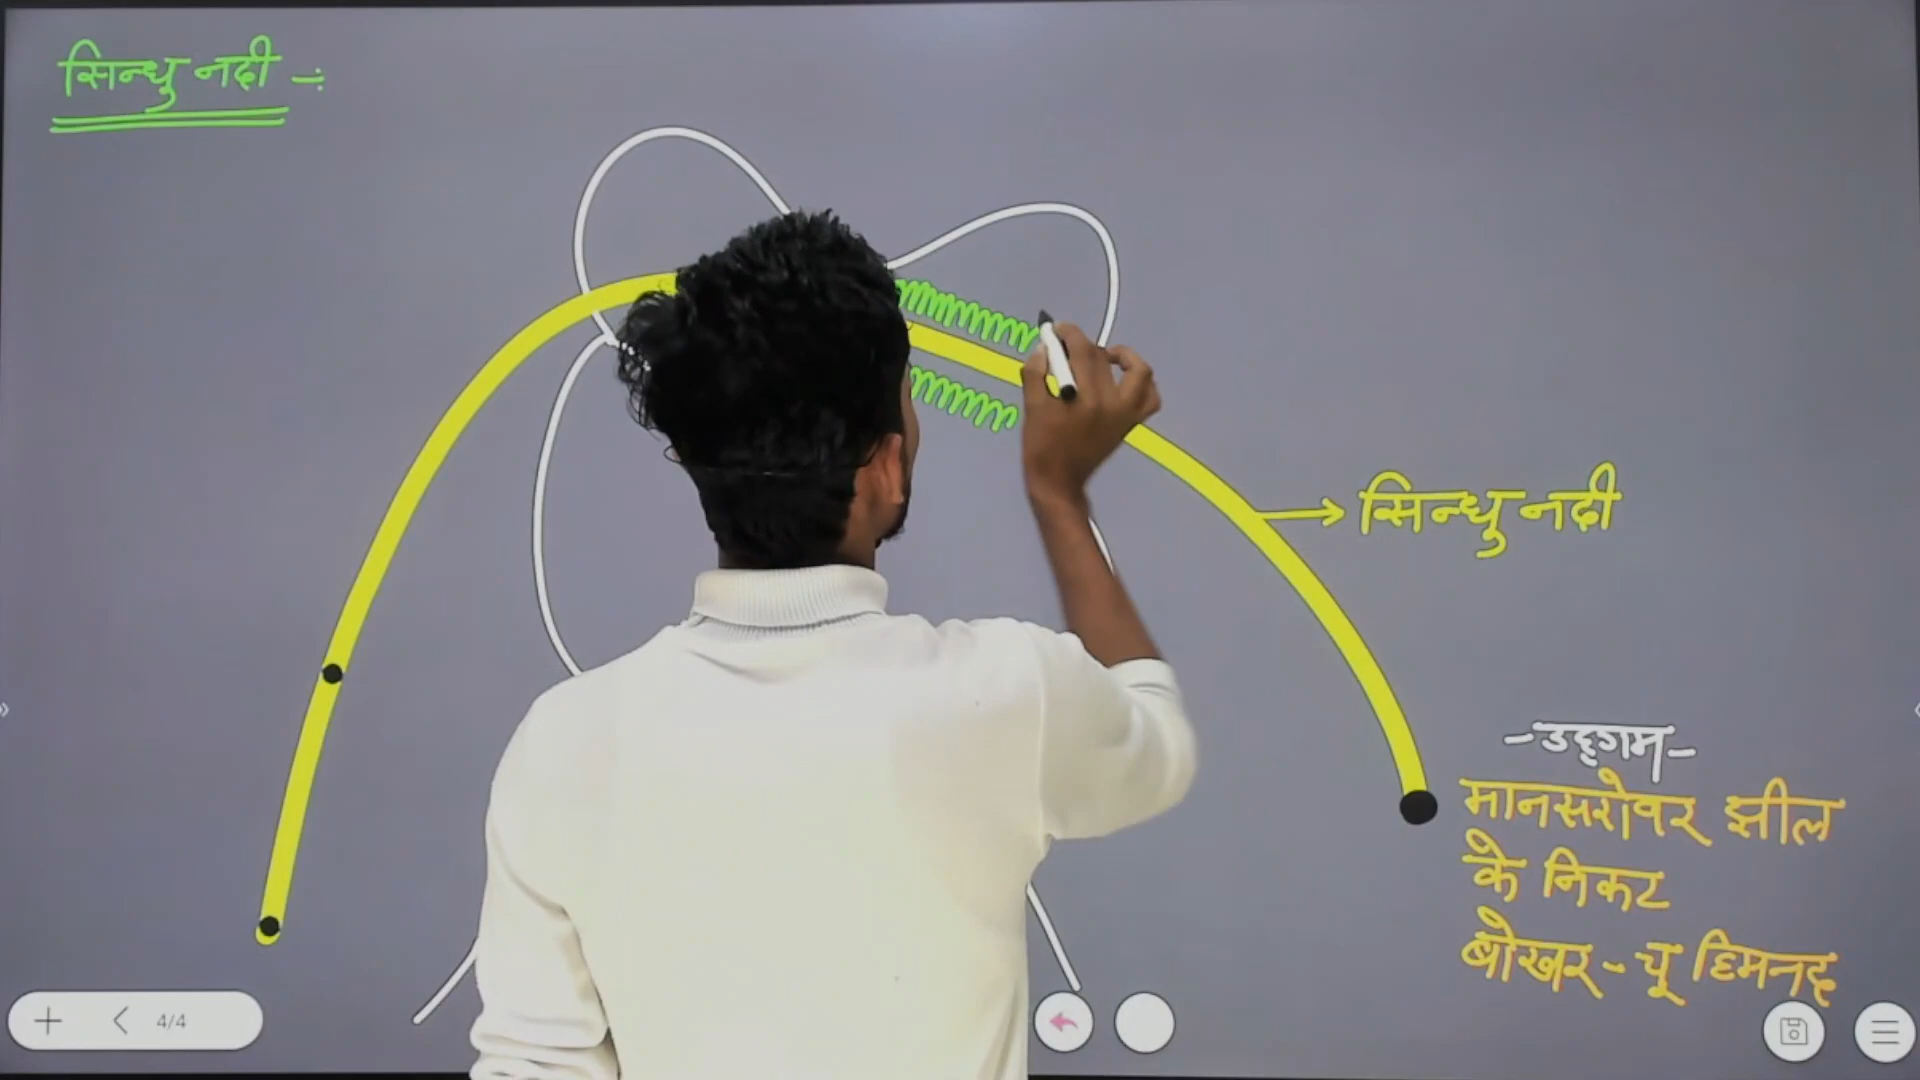 सिन्धु नदी -:
सिन्धु नदी
-उद्गम-
मानसरोवर झील
के निकट
बोखर-चू हिमनद
4/4